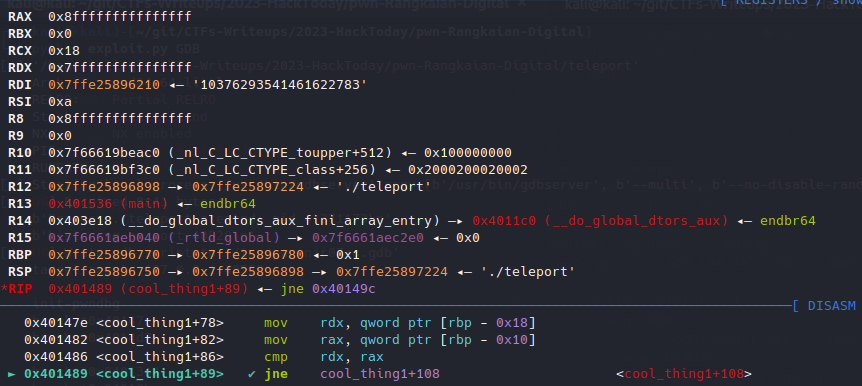 [ REGISTERS / show
RAX 0x8fffffffffffffff
RBX 0x0
RCX 0x18
RDX 0x7fffffffffffffff
RDI 0x7ffe25896210 ◂— '10376293541461622783'
RSI 0xa
R8 0x8fffffffffffffff
R9 0x0
R10 0x7f66619beac0 (_nl_C_LC_CTYPE_toupper+512) ◂— 0x100000000
R11 0x7f66619bf3c0 (_nl_C_LC_CTYPE_class+256) ◂— 0x2000200020002
R12 0x7ffe25896898 —▸ 0x7ffe25897224 ◂— './teleport'
R13 0x401536 (main) ◂— endbr64
R14 0x403e18 (__do_global_dtors_aux_fini_array_entry) —▸ 0x4011c0 (__do_global_dtors_aux) ◂— endbr64
R15 0x7f6661aeb040 (_rtld_global) —▸ 0x7f6661aec2e0 ◂— 0x0
RBP 0x7ffe25896770 —▸ 0x7ffe25896780 ◂— 0x1
RSP 0x7ffe25896750 —▸ 0x7ffe25896898 —▸ 0x7ffe25897224 ◂— './teleport'
*RIP 0x401489 (cool_thing1+89) ◂— jne 0x40149c
[ DISASM
0x40147e <cool_thing1+78> mov rdx, qword ptr [rbp - 0x18]
0x401482 <cool_thing1+82> mov rax, qword ptr [rbp - 0x10]
0x401486 <cool_thing1+86> cmp rdx, rax
► 0x401489 <cool_thing1+89> ✔ jne cool_thing1+108 <cool_thing1+108>